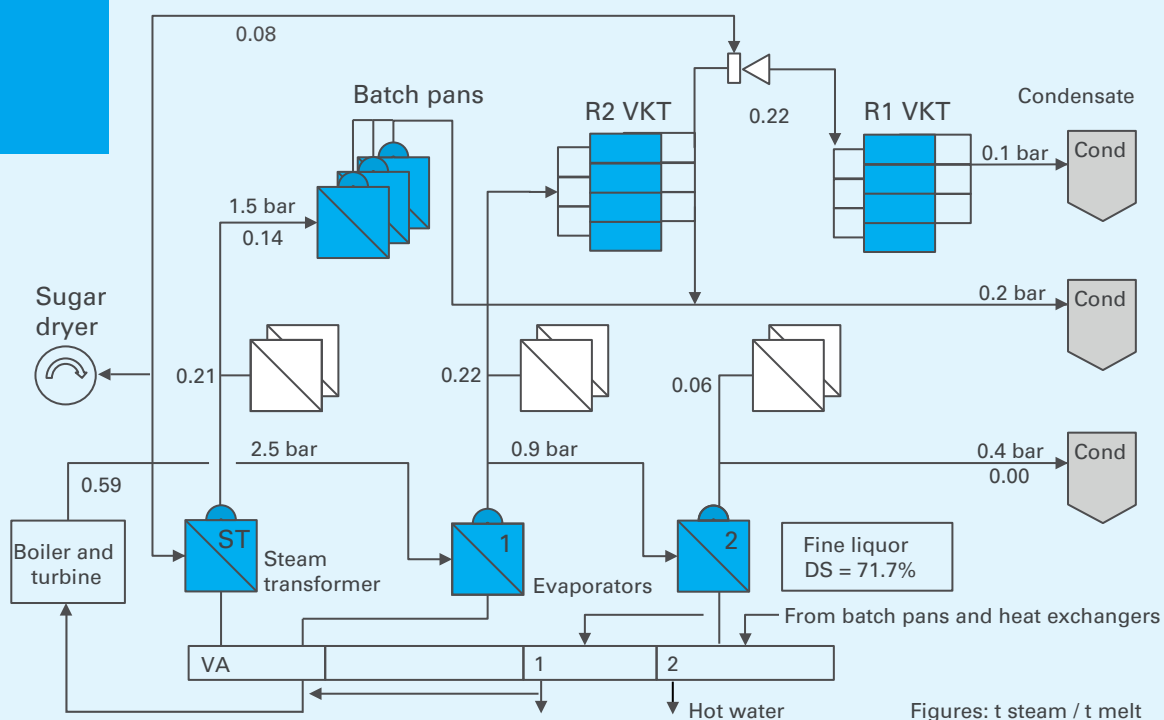 0.08
Batch pans
R2 VKT
0.22
R1 VKT
Condensate
0.1 bar
Cond
1.5 bar
0.14
Sugar
dryer
0.2 bar
Cond
0.21
0.22
0.06
2.5 bar
0.9 bar
0.4 bar
0.00
Cond
0.59
Boiler and
turbine
ST
Steam
transformer
1
Evaporators
2
Fine liquor
DS = 71.7%
From batch pans and heat exchangers
VA
1
2
Hot water
Figures: t steam / t melt